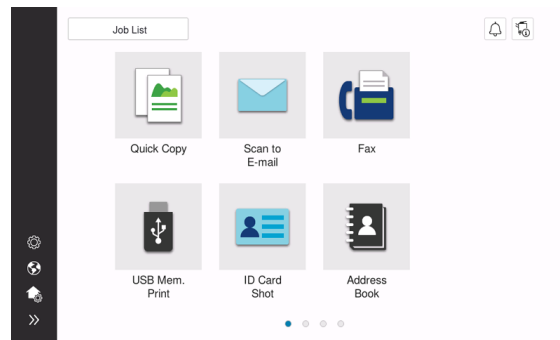 Job List
Quick Copy
Scan to
E-mail
Fax
USB Mem.
Print
ID Card
Shot
Address
Book